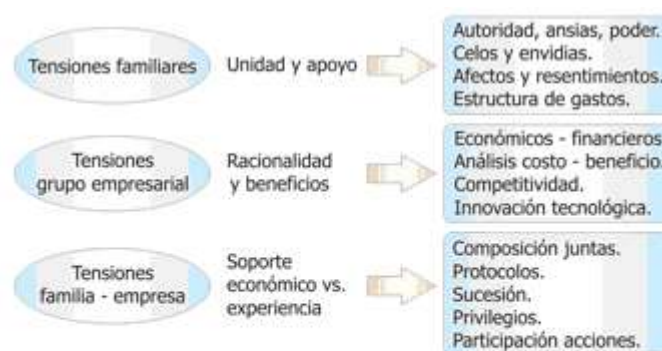 Tensiones familiares
Unidad y apoyo
Autoridad, ansias, poder.
Celos y envidias.
Afectos y resentimientos.
Estructura de gastos.
Tensiones
grupo empresarial
Racionalidad
y beneficios
Económicos - financieros
Análisis costo - beneficio.
Competitividad.
Innovación tecnológica.
Tensiones
familia - empresa
Soporte
económico vs.
experiencia
Composición juntas.
Protocolos.
Sucesión.
Privilegios.
Participación acciones.